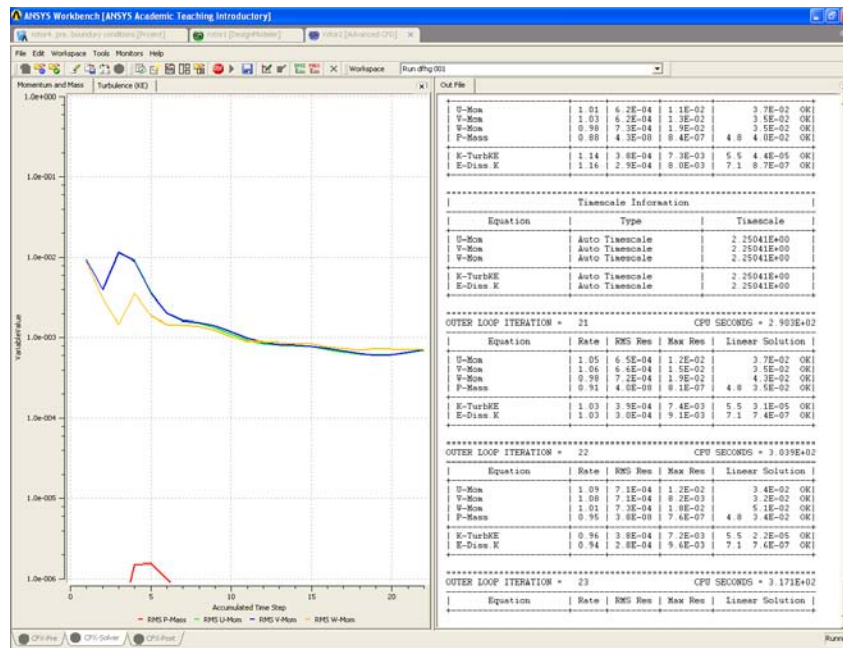 ANSYS Workbench [ANSYS Academic Teaching Introductory]
rotor1 [DesignModeler]
rotor1 [Advanced CFD]
File Edit Workspace Tools Monitors Help
Workspace Run dfhg 001
Momentum and Mass Turbulence (KE)
1.0e+000
1.0e-001
1.0e-002
1.0e-003
1.0e-004
1.0e-005
1.0e-006
Variable Value
0 5 10 15 20
Accumulated Time Step
RMS P-Mass RMS U-Mom RMS V-Mom RMS W-Mom
Out File
| U-Mom | 1.01 | 6.2E-04 | 1.1E-02 | 3.7E-02 OK|
| V-Mom | 1.03 | 6.2E-04 | 1.3E-02 | 3.5E-02 OK|
| W-Mom | 0.98 | 7.3E-04 | 1.9E-02 | 3.5E-02 OK|
| P-Mass | 0.88 | 4.3E-08 | 8.4E-07 | 4.8 4.0E-02 OK|
| K-TurbKE | 1.14 | 3.8E-04 | 7.3E-03 | 5.5 4.4E-05 OK|
| E-Diss.K | 1.16 | 2.9E-04 | 8.0E-03 | 7.1 8.7E-07 OK|
| Timescale Information |
| Equation | Type | Timescale |
| U-Mom | Auto Timescale | 2.25041E+00 |
| V-Mom | Auto Timescale | 2.25041E+00 |
| W-Mom | Auto Timescale | 2.25041E+00 |
| K-TurbKE | Auto Timescale | 2.25041E+00 |
| E-Diss.K | Auto Timescale | 2.25041E+00 |
OUTER LOOP ITERATION = 21 CPU SECONDS = 2.903E+02
| Equation | Rate | RMS Res | Max Res | Linear Solution |
| U-Mom | 1.05 | 6.5E-04 | 1.2E-02 | 3.7E-02 OK|
| V-Mom | 1.06 | 6.6E-04 | 1.5E-02 | 3.5E-02 OK|
| W-Mom | 0.98 | 7.2E-04 | 1.9E-02 | 4.3E-02 OK|
| P-Mass | 0.91 | 4.0E-08 | 8.1E-07 | 4.8 3.5E-02 OK|
| K-TurbKE | 1.03 | 3.9E-04 | 7.4E-03 | 5.5 3.1E-05 OK|
| E-Diss.K | 1.03 | 3.0E-04 | 9.1E-03 | 7.1 7.4E-07 OK|
OUTER LOOP ITERATION = 22 CPU SECONDS = 3.039E+02
| Equation | Rate | RMS Res | Max Res | Linear Solution |
| U-Mom | 1.09 | 7.1E-04 | 1.2E-02 | 3.4E-02 OK|
| V-Mom | 1.08 | 7.1E-04 | 8.2E-03 | 3.2E-02 OK|
| W-Mom | 1.01 | 7.3E-04 | 1.8E-02 | 5.1E-02 OK|
| P-Mass | 0.95 | 3.8E-08 | 7.6E-07 | 4.8 3.4E-02 OK|
| K-TurbKE | 0.96 | 3.8E-04 | 7.2E-03 | 5.5 2.2E-05 OK|
| E-Diss.K | 0.94 | 2.8E-04 | 9.6E-03 | 7.1 7.6E-07 OK|
OUTER LOOP ITERATION = 23 CPU SECONDS = 3.171E+02
| Equation | Rate | RMS Res | Max Res | Linear Solution |
CFX-Pre CFX-Solver CFX-Post